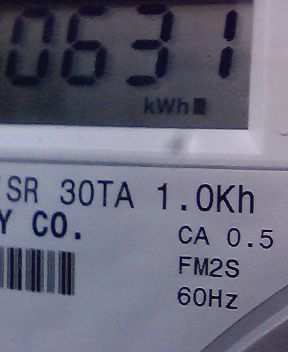 0631
kWh
SR 30TA 1.0Kh
Y CO.
CA 0.5
FM2S
60Hz